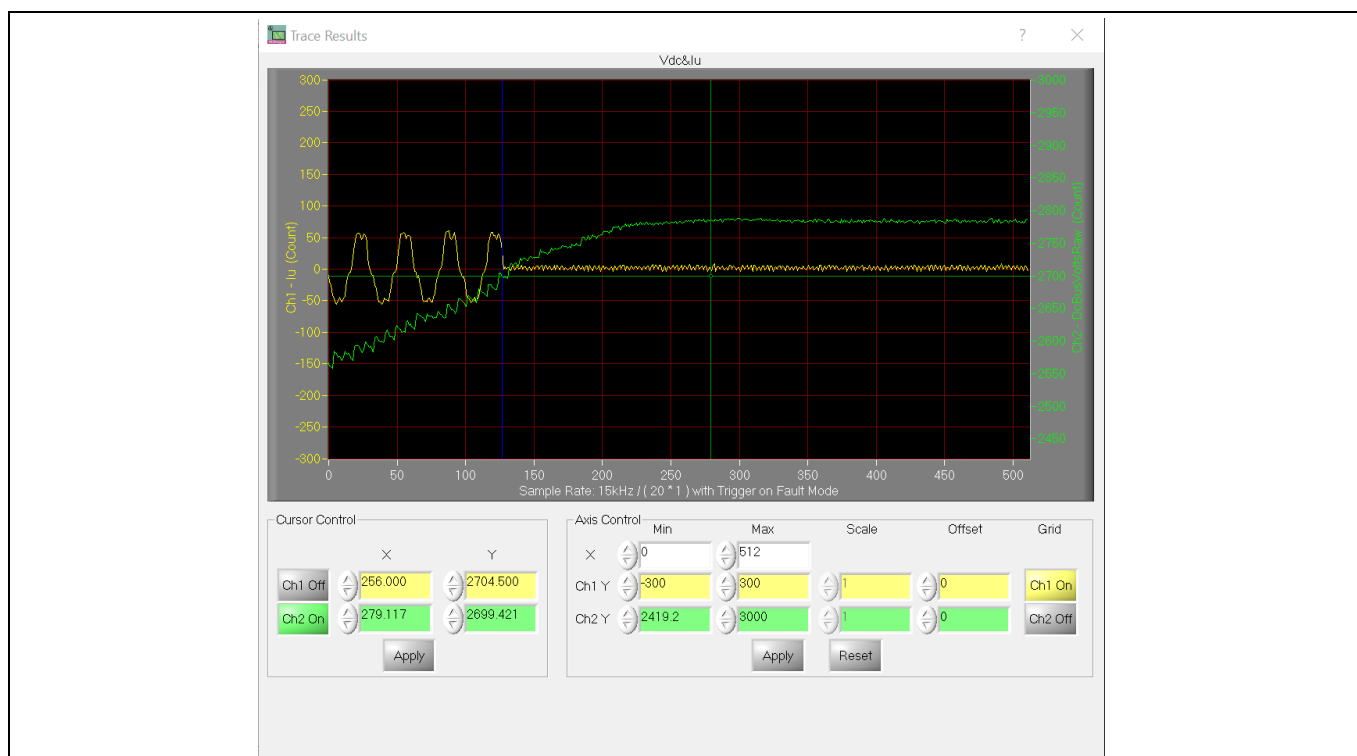 Trace Results ?
Vdc&Iu
300
250
200
150
100
50
0
-50
-100
-150
-200
-250
-300
Ch1 - Iu (Count)
3000
2950
2900
2850
2800
2750
2700
2650
2600
2550
2500
2450
Ch2 - DcBusVoltsRaw (Count)
0 50 100 150 200 250 300 350 400 450 500
Sample Rate: 15kHz / ( 20 * 1 ) with Trigger on Fault Mode
Cursor Control
X Y
Ch1 Off 256.000 2704.500
Ch2 On 279.117 2699.421
Apply
Axis Control Min Max Scale Offset Grid
X 0 512
Ch1 Y -300 300 1 0 Ch1 On
Ch2 Y 2419.2 3000 1 0 Ch2 Off
Apply Reset